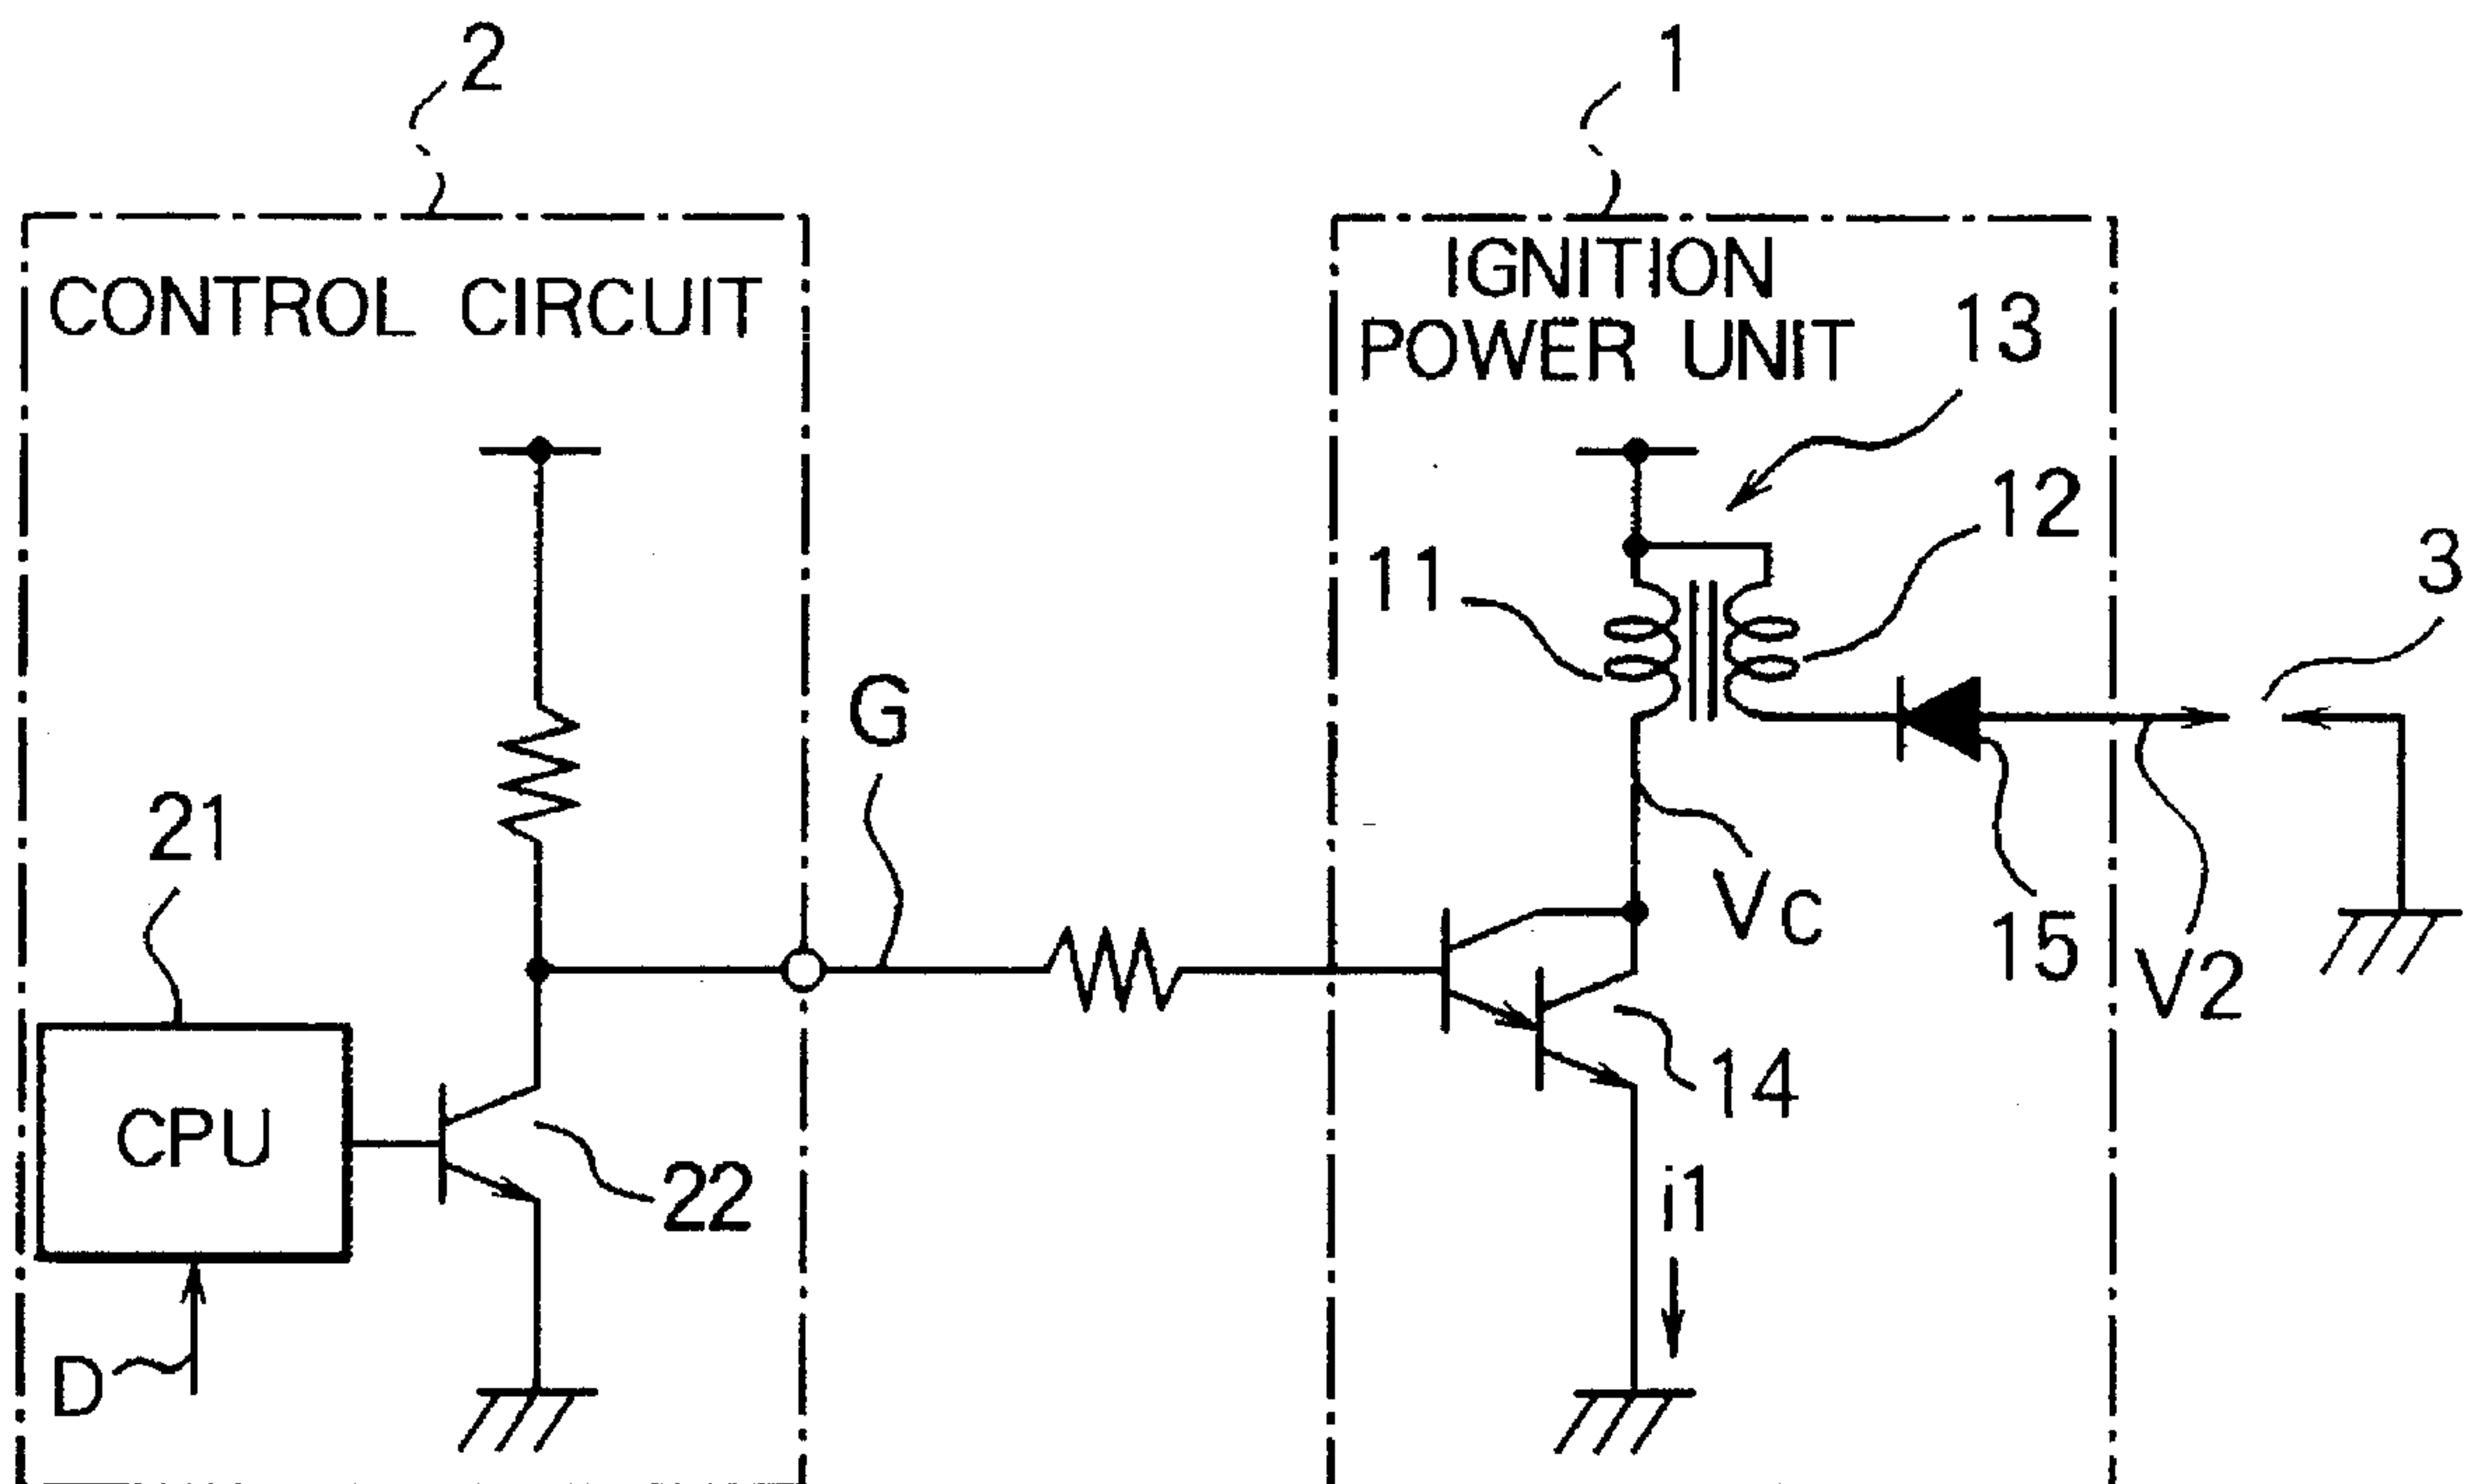 2
1
CONTROL CIRCUIT
IGNITION
POWER UNIT
13
12
11
3
G
21
VC
15
V2
14
CPU
22
i1
D